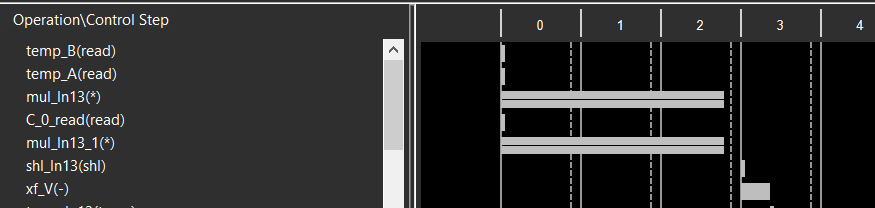 Operation\Control Step
0 1 2 3 4
temp_B(read)
temp_A(read)
mul_ln13(*)
C_0_read(read)
mul_ln13_1(*)
shl_ln13(shl)
xf_V(-)